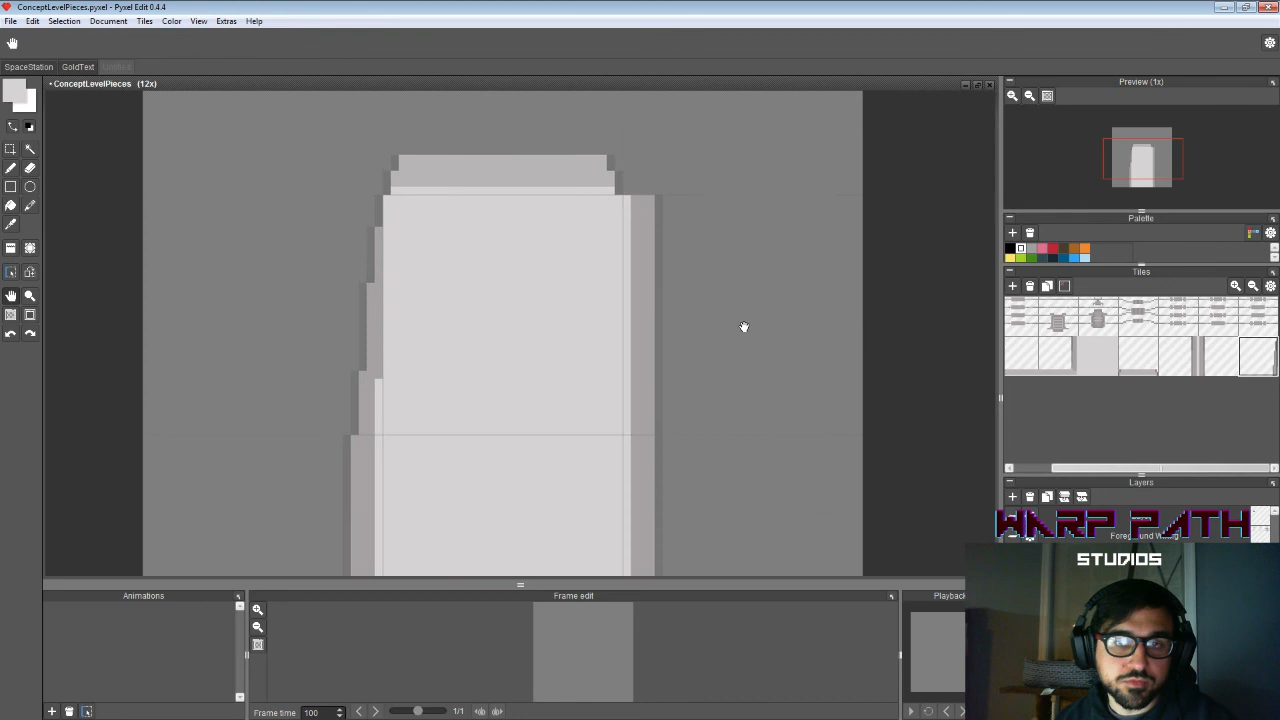 ConceptLevelPieces.pyxel - Pyxel Edit 0.4.4
File Edit Selection Document Tiles Color View Extras Help
SpaceStation GoldText Untitled
• ConceptLevelPieces (12x)
Preview (1x)
Palette
Tiles
Layers
WARP PATH
STUDIOS
Animations
Frame edit
Playback
Frame time 100
1/1